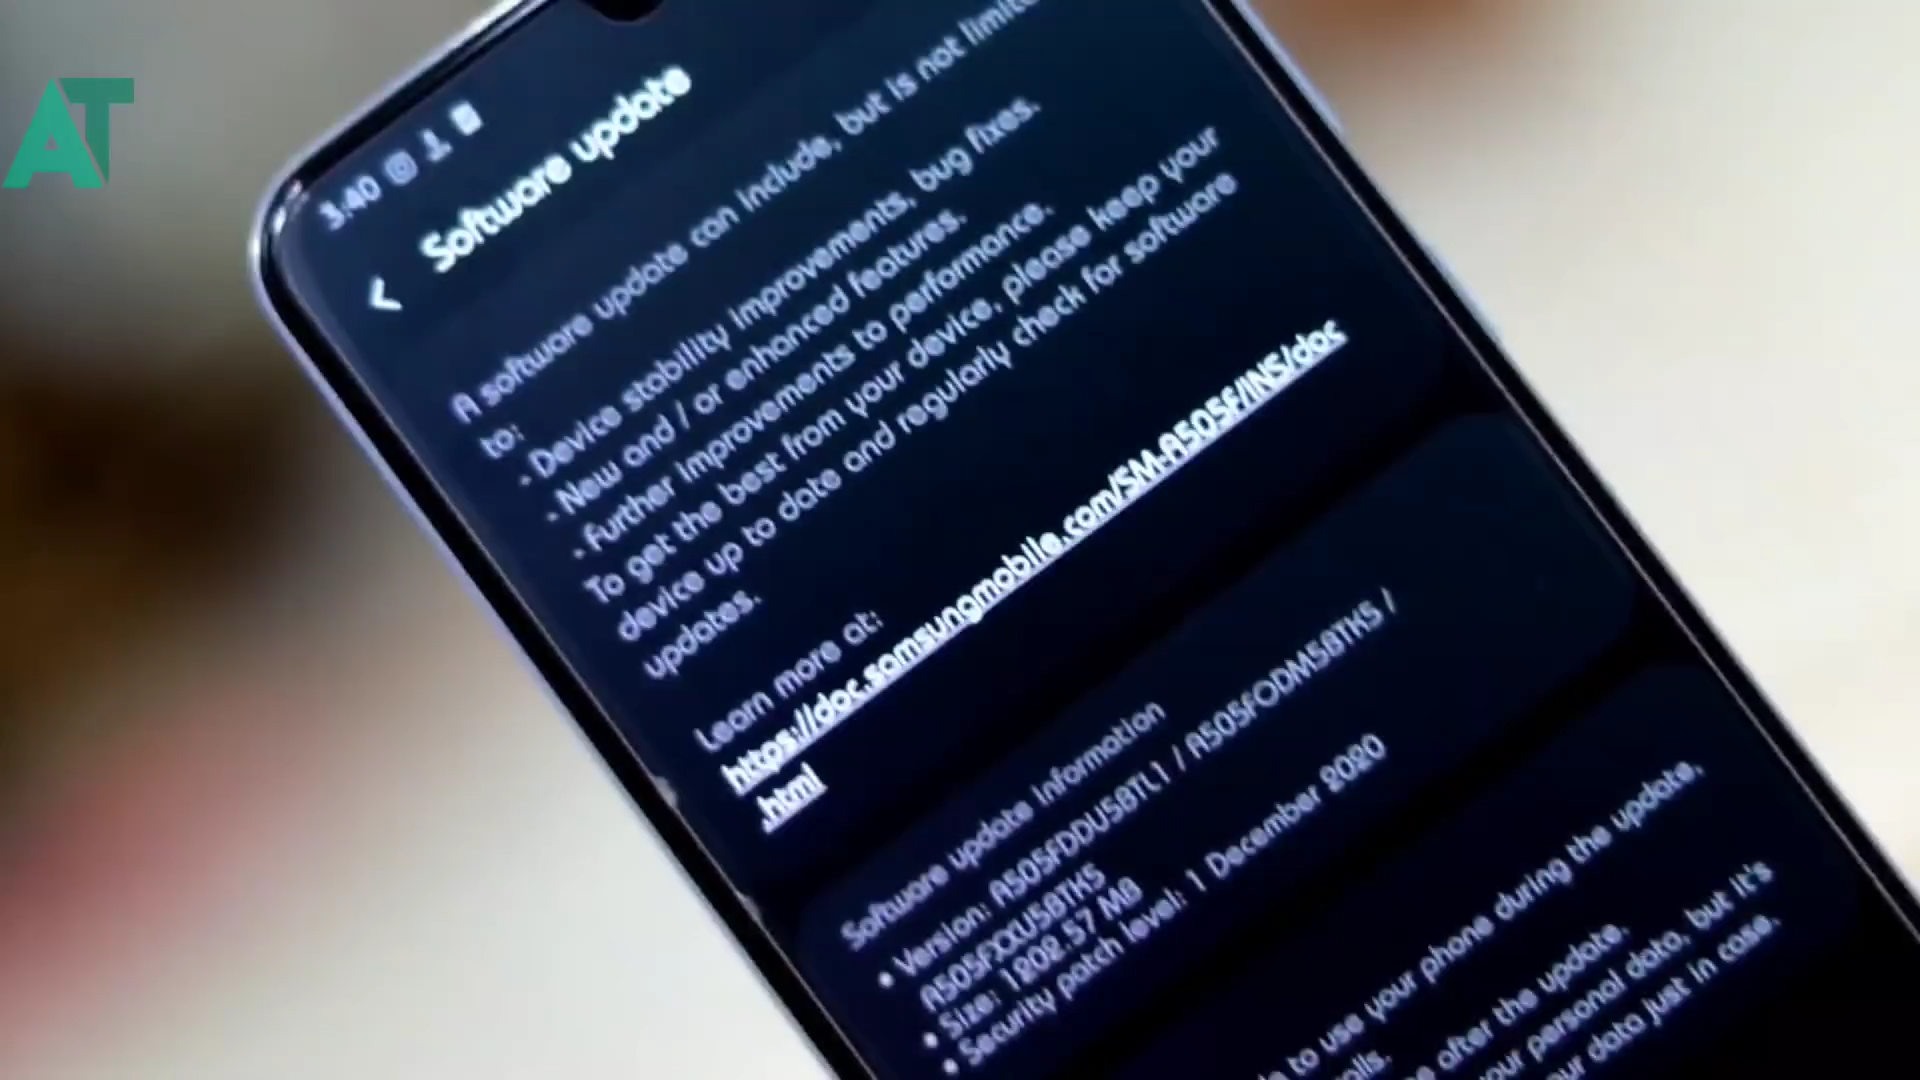 AT
3:40
Software update
A software update can include, but is not limite
to:
- Device stability improvements, bug fixes.
- New and / or enhanced features.
- Further improvements to performance.
To get the best from your device, please keep your
device up to date and regularly check for software
updates.
Learn more at:
https://doc.samsungmobile.com/SM-A505F/INS/doc
.html
Software update information
• Version: A505FDDU5BTL1 / A505FODM5BTK5 /
A505FXXU5BTK5
• Size: 1202.57 MB
• Security patch level: 1 December 2020
to use your phone during the update,
alls.
after the update.
your personal data, but it's
our data just in case.